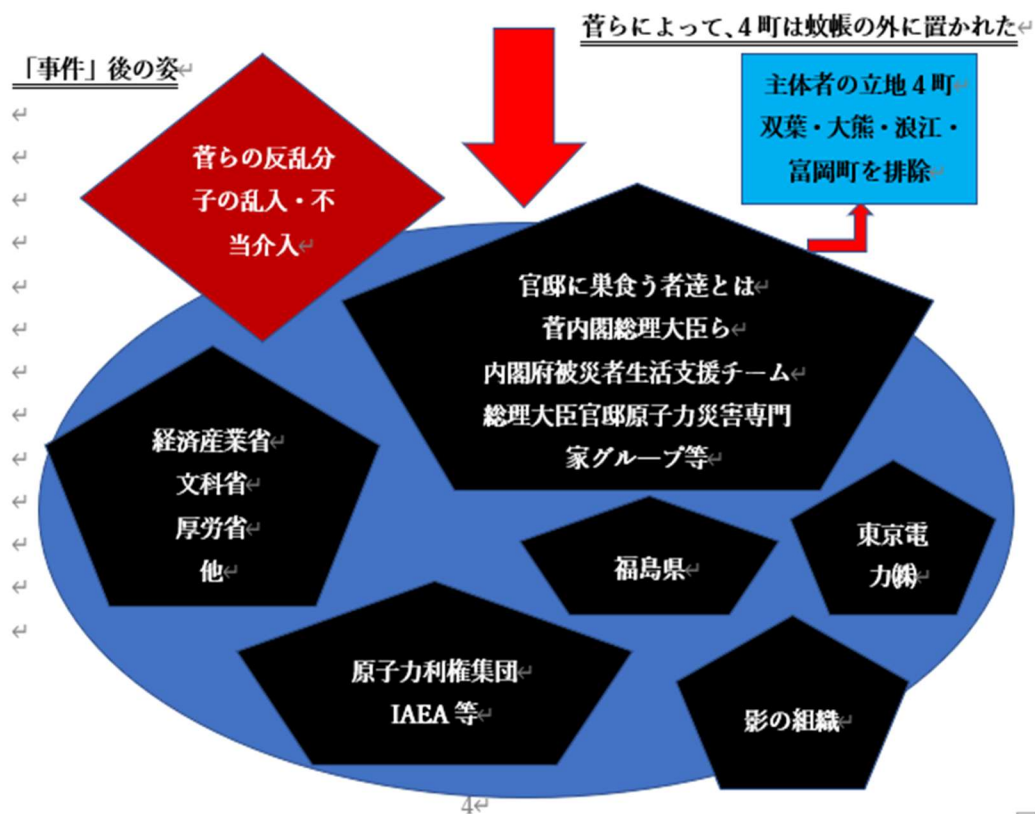 菅らによって、4町は蚊帳の外に置かれた
「事件」後の姿
主体者の立地4町
双葉・大熊・浪江・
富岡町を排除
菅らの反乱分
子の乱入・不
当介入
官邸に巣食う者達とは
菅内閣総理大臣ら
内閣府被災者生活支援チーム
総理大臣官邸原子力災害専門
家グループ等
経済産業省
文科省
厚労省
他
福島県
東京電
力㈱
原子力利権集団
IAEA等
影の組織
4